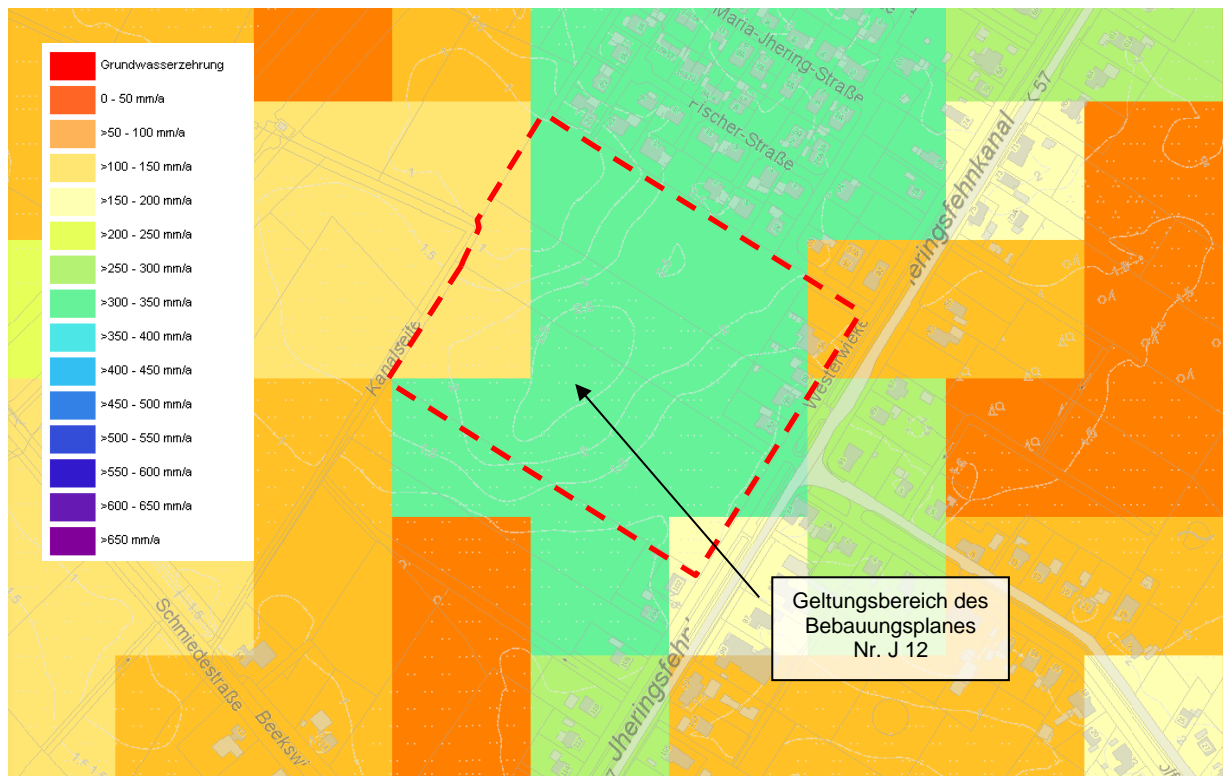 Grundwasserzehrung
0 - 50 mm/a
>50 - 100 mm/a
>100 - 150 mm/a
>150 - 200 mm/a
>200 - 250 mm/a
>250 - 300 mm/a
>300 - 350 mm/a
>350 - 400 mm/a
>400 - 450 mm/a
>450 - 500 mm/a
>500 - 550 mm/a
>550 - 600 mm/a
>600 - 650 mm/a
>650 mm/a
Maria-Jhering-Straße
Fischer-Straße
K 57
Jheringsfehnkanal
Westerwieke
Kanalseite
Geltungsbereich des
Bebauungsplanes
Nr. J 12
Schmiedestraße
Beekswi
Jheringsfehn